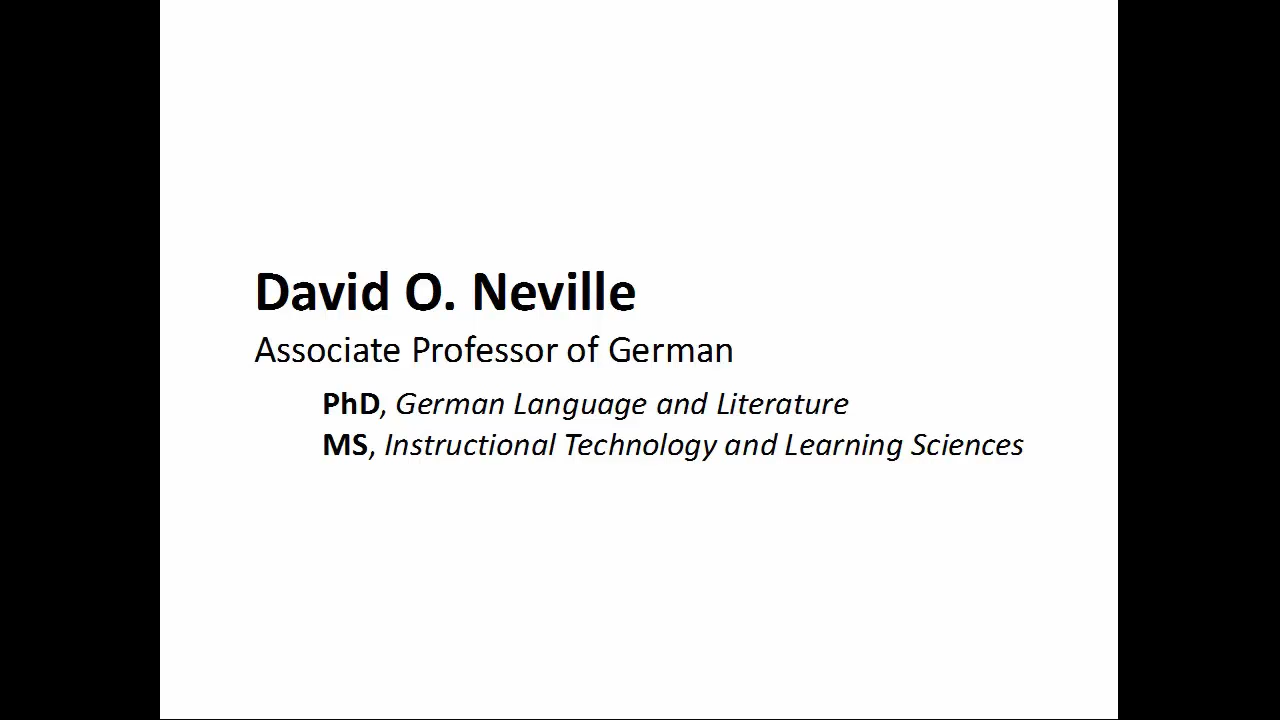 David O. Neville
Associate Professor of German
PhD, German Language and Literature
MS, Instructional Technology and Learning Sciences